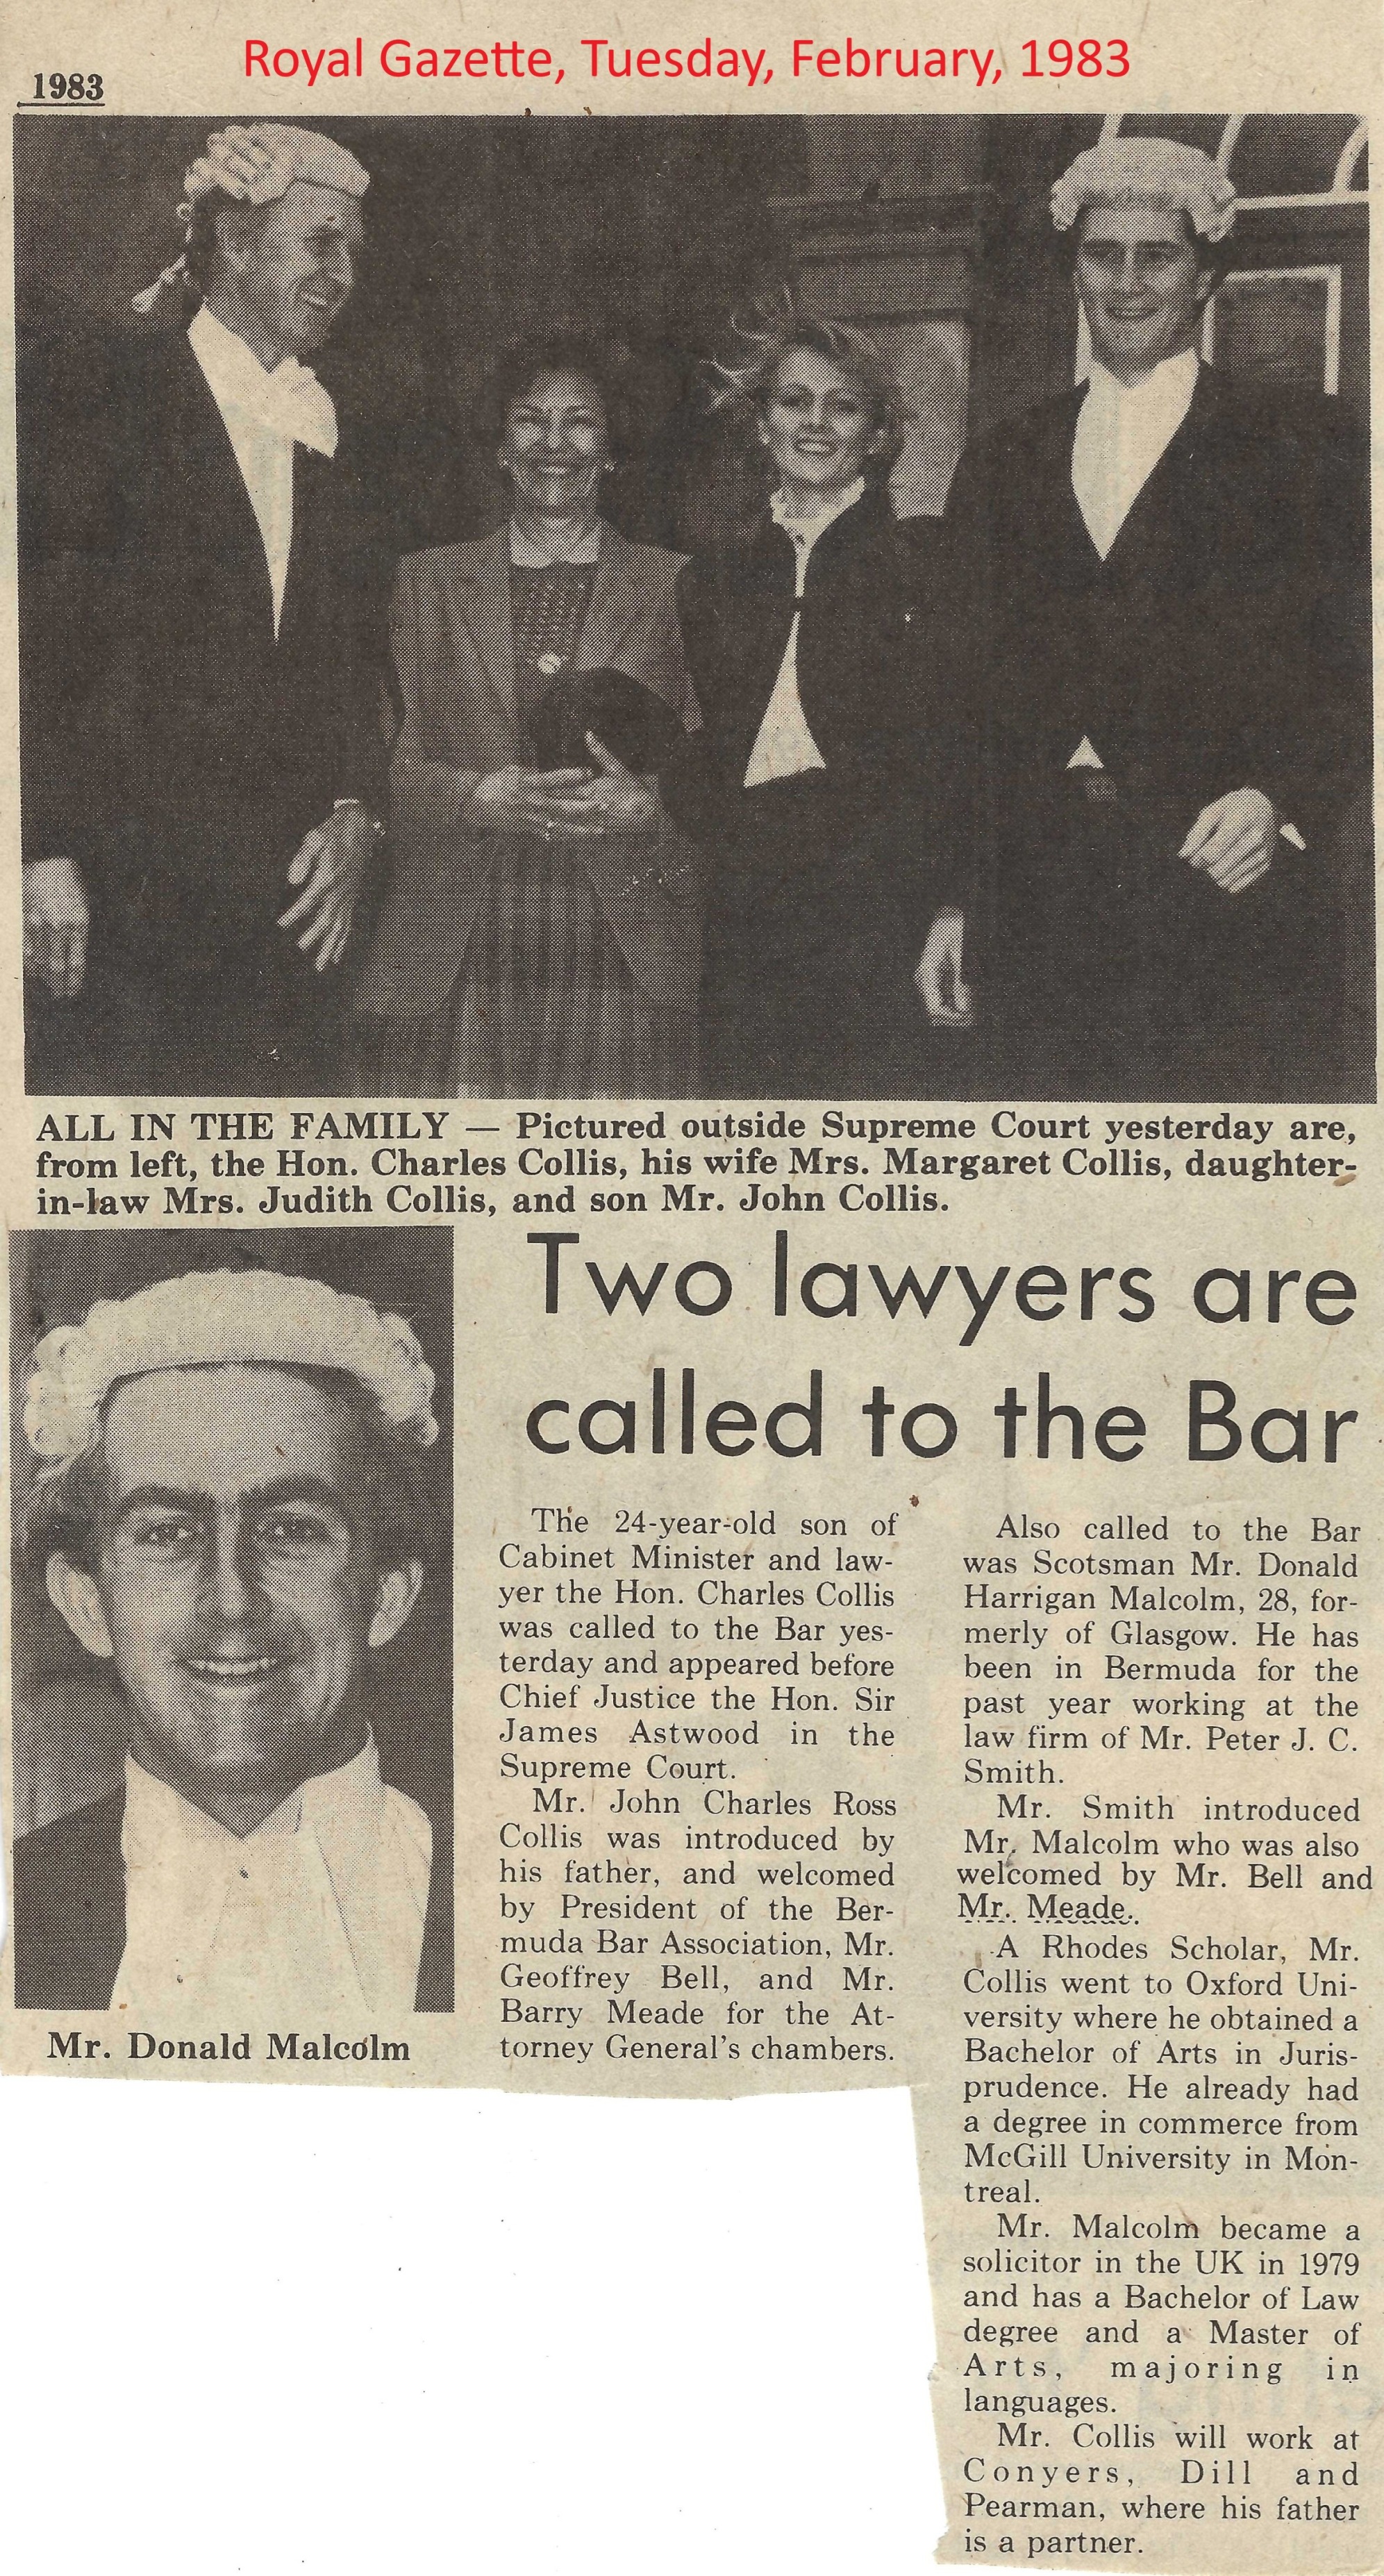 Royal Gazette, Tuesday, February, 1983
1983
ALL IN THE FAMILY — Pictured outside Supreme Court yesterday are,
from left, the Hon. Charles Collis, his wife Mrs. Margaret Collis, daughter-
in-law Mrs. Judith Collis, and son Mr. John Collis.
Two lawyers are
called to the Bar
Mr. Donald Malcolm
The 24-year-old son of
Cabinet Minister and law-
yer the Hon. Charles Collis
was called to the Bar yes-
terday and appeared before
Chief Justice the Hon. Sir
James Astwood in the
Supreme Court.
Mr. John Charles Ross
Collis was introduced by
his father, and welcomed
by President of the Ber-
muda Bar Association, Mr.
Geoffrey Bell, and Mr.
Barry Meade for the At-
torney General's chambers.
Also called to the Bar
was Scotsman Mr. Donald
Harrigan Malcolm, 28, for-
merly of Glasgow. He has
been in Bermuda for the
past year working at the
law firm of Mr. Peter J. C.
Smith.
Mr. Smith introduced
Mr. Malcolm who was also
welcomed by Mr. Bell and
Mr. Meade.
A Rhodes Scholar, Mr.
Collis went to Oxford Uni-
versity where he obtained a
Bachelor of Arts in Juris-
prudence. He already had
a degree in commerce from
McGill University in Mon-
treal.
Mr. Malcolm became a
solicitor in the UK in 1979
and has a Bachelor of Law
degree and a Master of
Arts, majoring in
languages.
Mr. Collis will work at
Conyers, Dill and
Pearman, where his father
is a partner.